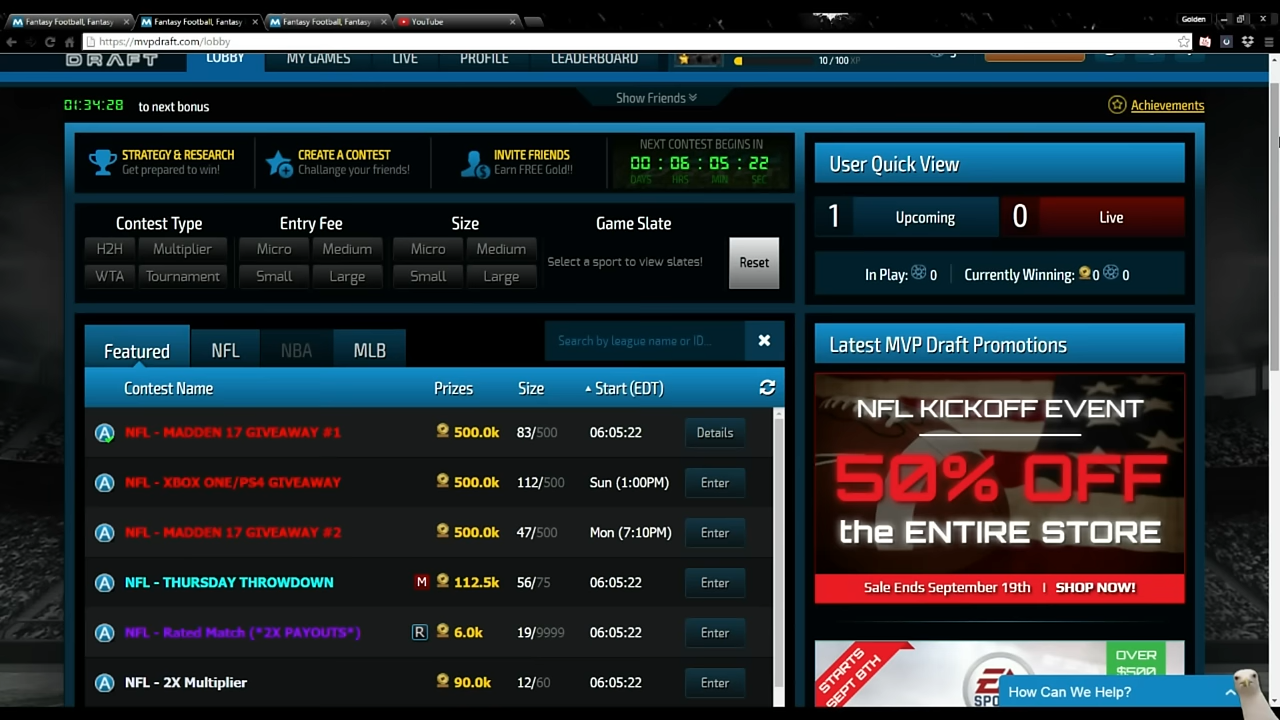 Fantasy Football, Fantasy
Fantasy Football, Fantasy
Fantasy Football, Fantasy
YouTube
Golden
https://mvpdraft.com/lobby
DRAFT
LOBBY
MY GAMES
LIVE
PROFILE
LEADERBOARD
10 / 100 XP
01:34:28 to next bonus
Show Friends
Achievements
STRATEGY & RESEARCH
Get prepared to win!
CREATE A CONTEST
Challange your friends!
INVITE FRIENDS
Earn FREE Gold!!
NEXT CONTEST BEGINS IN
00 : 06 : 05 : 22
DAYS HRS MIN SEC
Contest Type
Entry Fee
Size
Game Slate
H2H
Multiplier
Micro
Medium
Micro
Medium
WTA
Tournament
Small
Large
Small
Large
Select a sport to view slates!
Reset
User Quick View
1 Upcoming
0 Live
In Play: 0
Currently Winning: 0 0
Featured
NFL
NBA
MLB
Search by league name or ID...
Contest Name
Prizes
Size
Start (EDT)
A NFL - MADDEN 17 GIVEAWAY #1 500.0k 83/500 06:05:22 Details
A NFL - XBOX ONE/PS4 GIVEAWAY 500.0k 112/500 Sun (1:00PM) Enter
A NFL - MADDEN 17 GIVEAWAY #2 500.0k 47/500 Mon (7:10PM) Enter
A NFL - THURSDAY THROWDOWN M 112.5k 56/75 06:05:22 Enter
A NFL - Rated Match (*2X PAYOUTS*) R 6.0k 19/9999 06:05:22 Enter
A NFL - 2X Multiplier 90.0k 12/60 06:05:22 Enter
Latest MVP Draft Promotions
NFL KICKOFF EVENT
50% OFF
the ENTIRE STORE
Sale Ends September 19th | SHOP NOW!
STARTS
SEPT 8TH
EA
SPO
OVER
$500
How Can We Help?